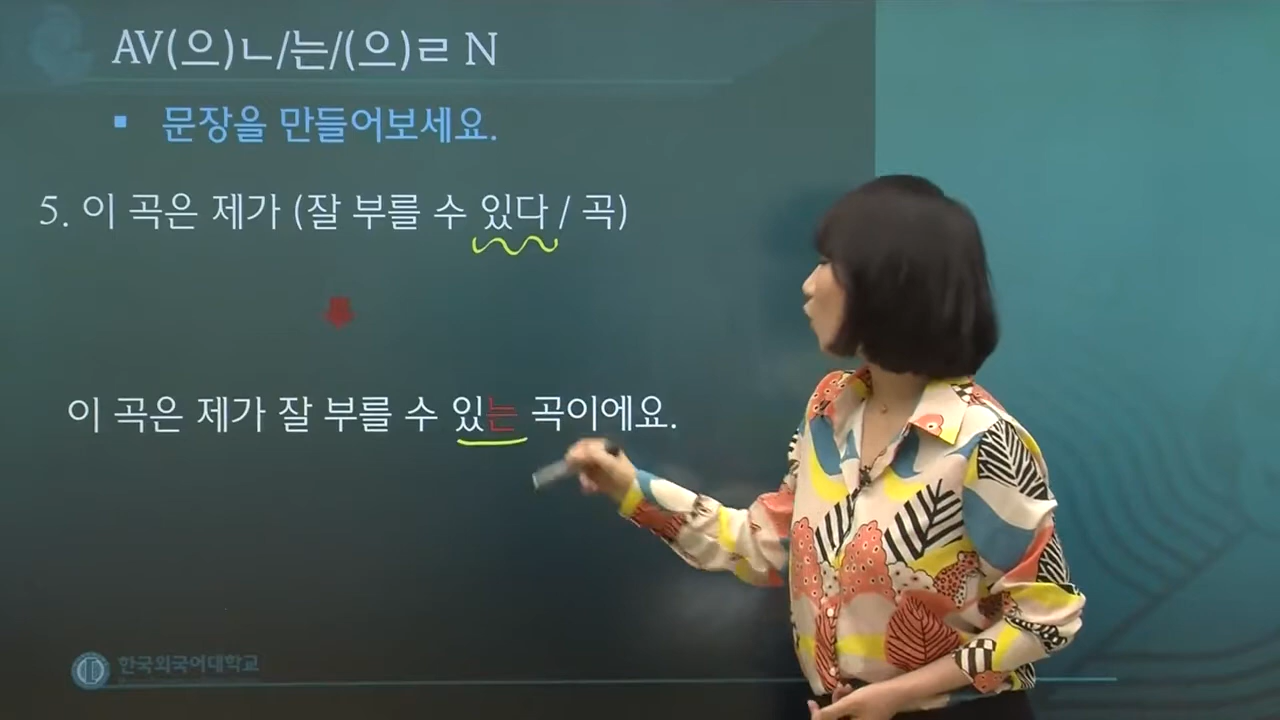 AV(으)ㄴ/는/(으)ㄹ N
▪ 문장을 만들어보세요.
5. 이 곡은 제가 (잘 부를 수 있다 / 곡)
이 곡은 제가 잘 부를 수 있는 곡이에요.
한국외국어대학교